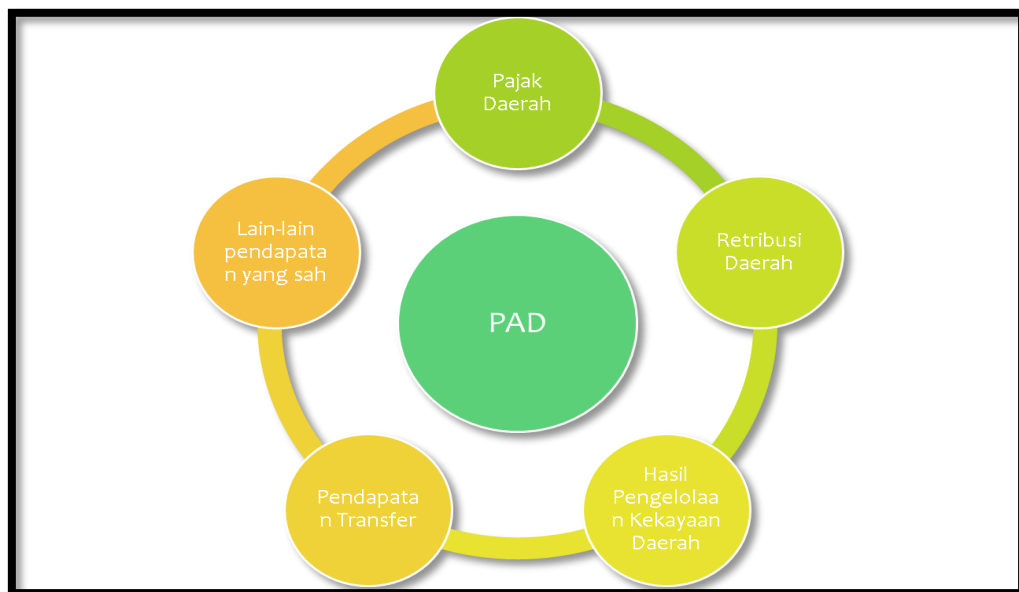 Pajak
Daerah
Retribusi
Daerah
Hasil
Pengelolaa
n Kekayaan
Daerah
Pendapata
n Transfer
Lain-lain
pendapata
n yang sah
PAD